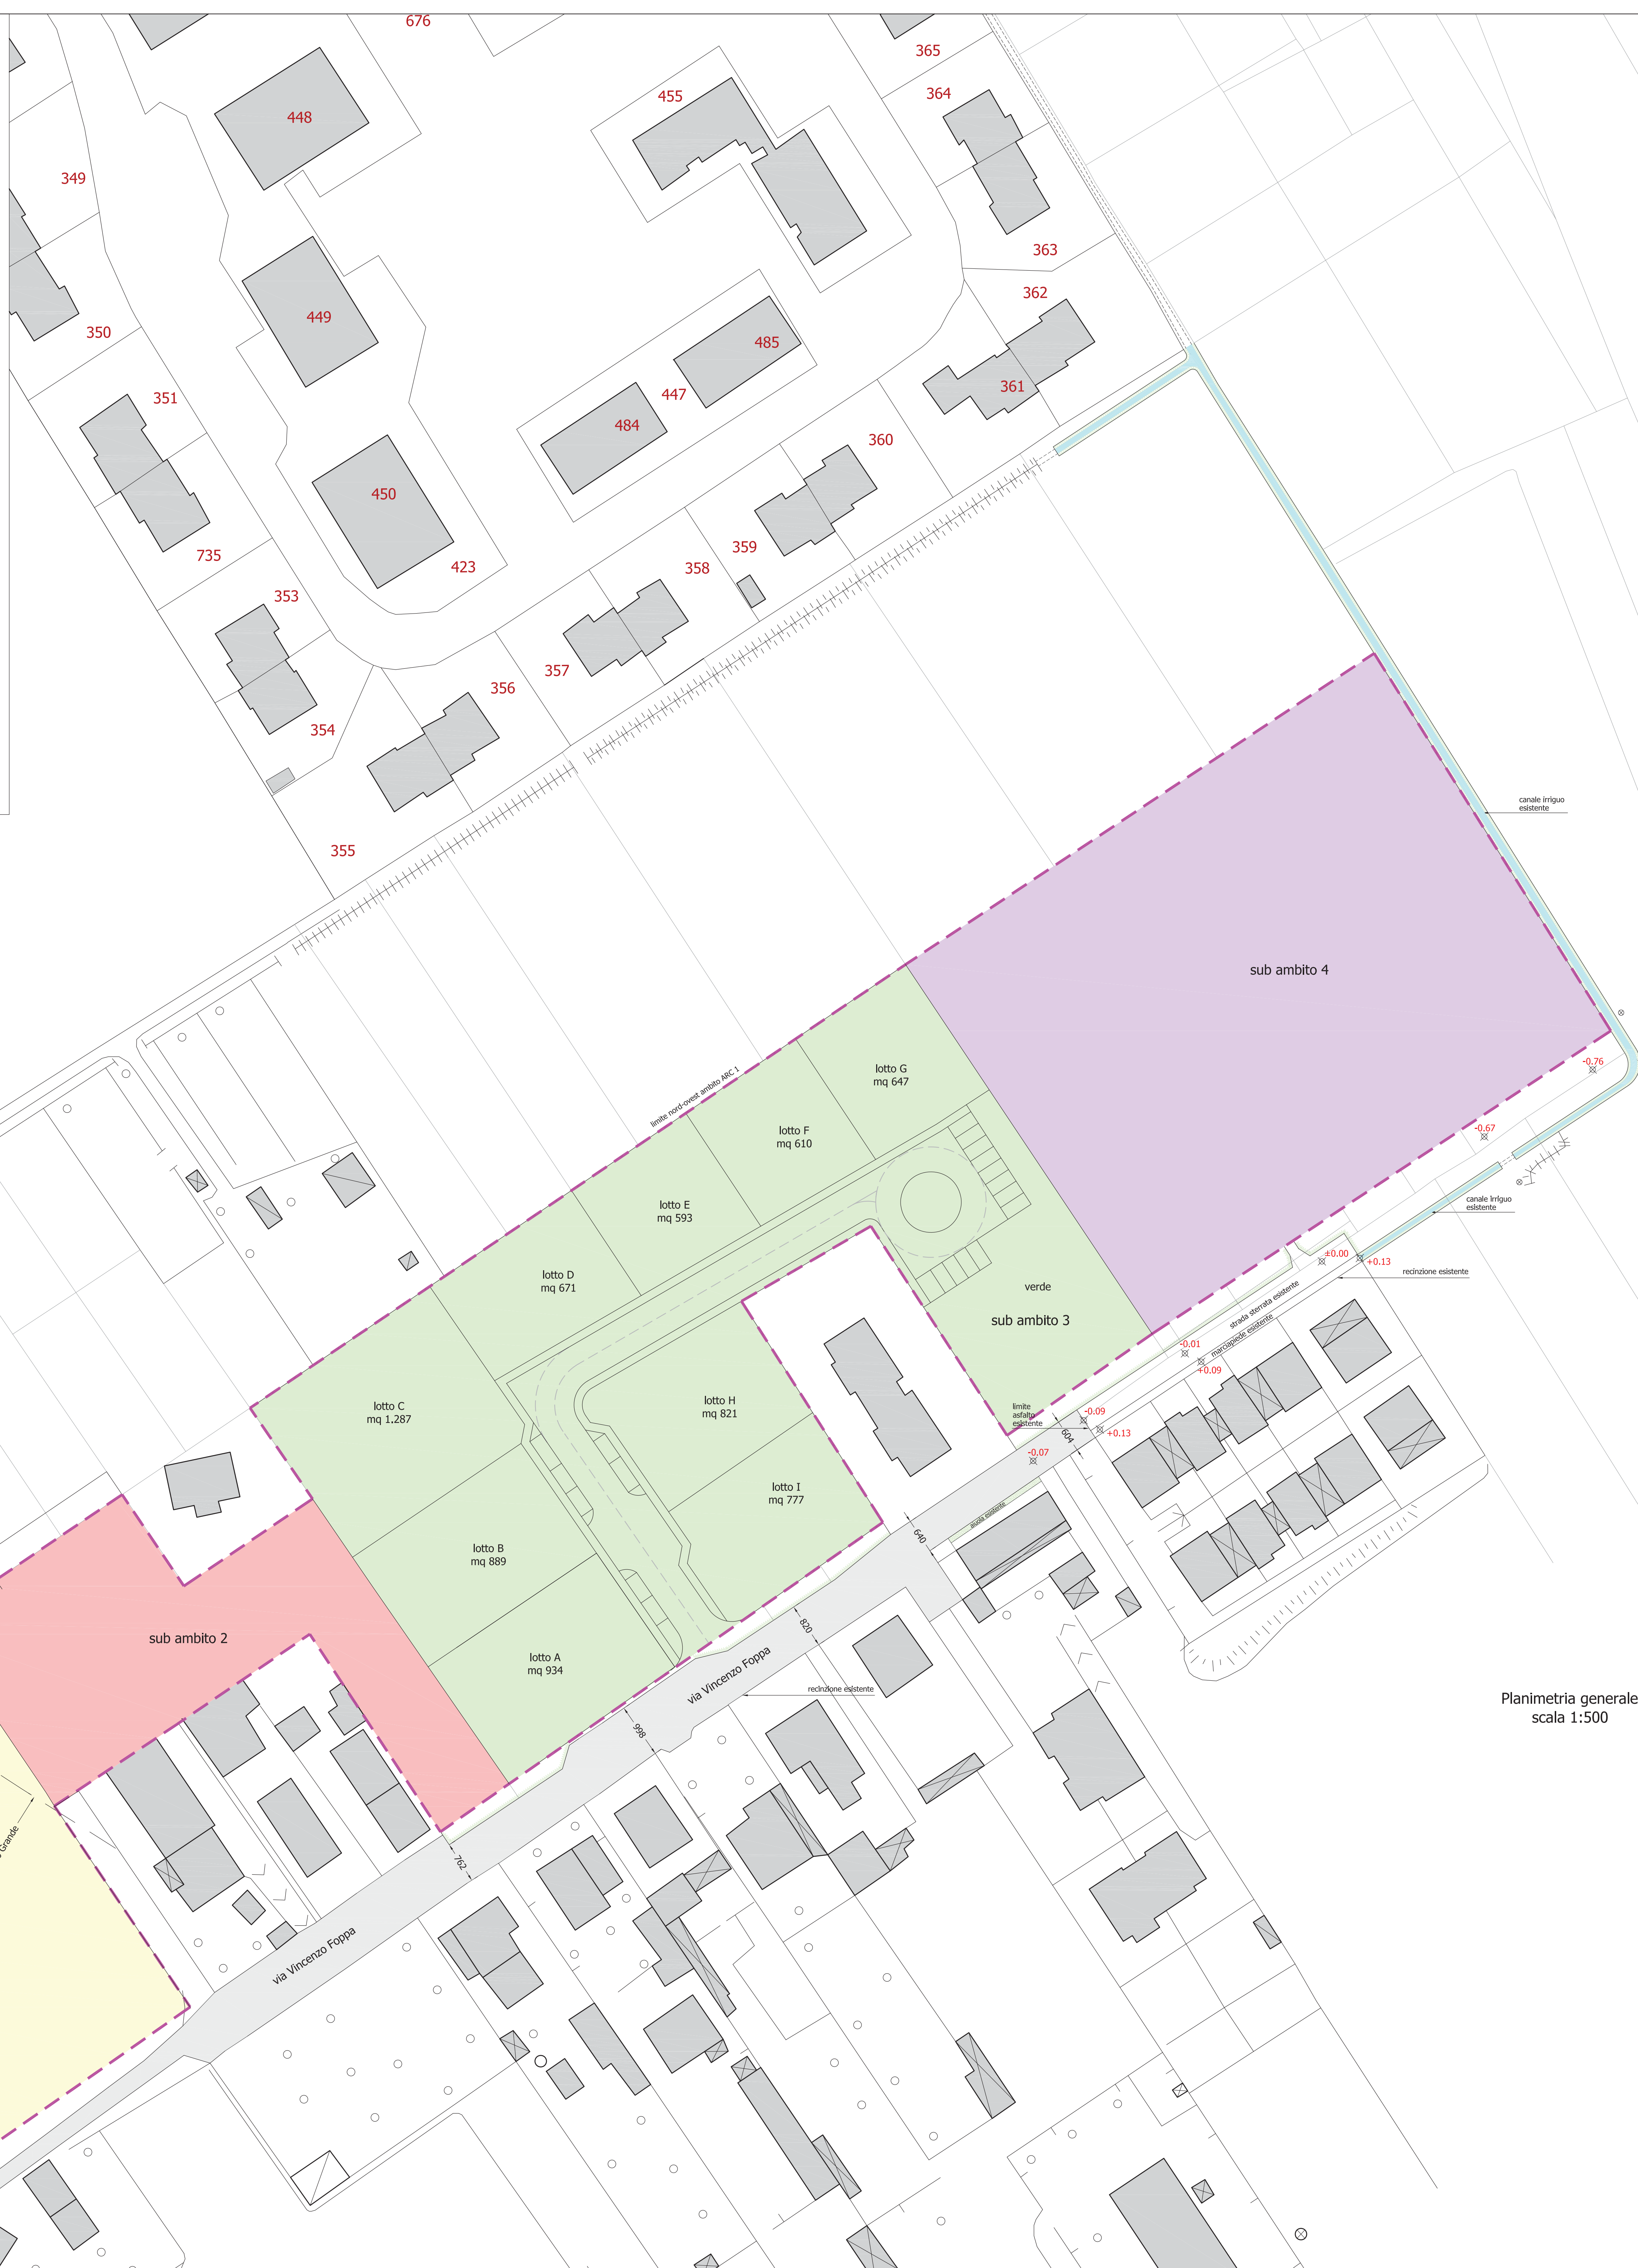 676
365
364
455
448
349
363
362
449
485
350
351
361
447
484
360
450
735
359
423
358
353
357
356
354
355
canale irriguo
esistente
sub ambito 4
-0.76
lotto G
mq 647
limite nord-ovest ambito ARC 1
lotto F
mq 610
-0.67
lotto E
mq 593
canale irriguo
esistente
±0.00
+0.13
recinzione esistente
lotto D
mq 671
verde
sub ambito 3
strada sterrata esistente
marciapiede esistente
-0.01
+0.09
lotto C
mq 1.287
lotto H
mq 821
limite
asfalto
esistente
-0.09
+0.13
604
-0.07
lotto I
mq 777
aiuola esistente
640
lotto B
mq 889
820
sub ambito 2
lotto A
mq 934
via Vincenzo Foppa
recinzione esistente
998
Planimetria generale
scala 1:500
Grande
762
via Vincenzo Foppa